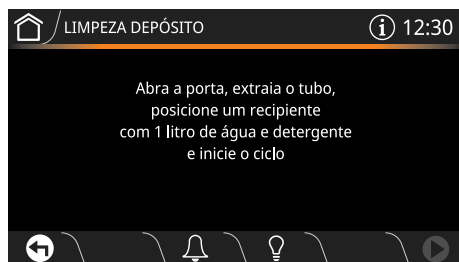 LIMPEZA DEPÓSITO
i 12:30
Abra a porta, extraia o tubo,
posicione um recipiente
com 1 litro de água e detergente
e inicie o ciclo